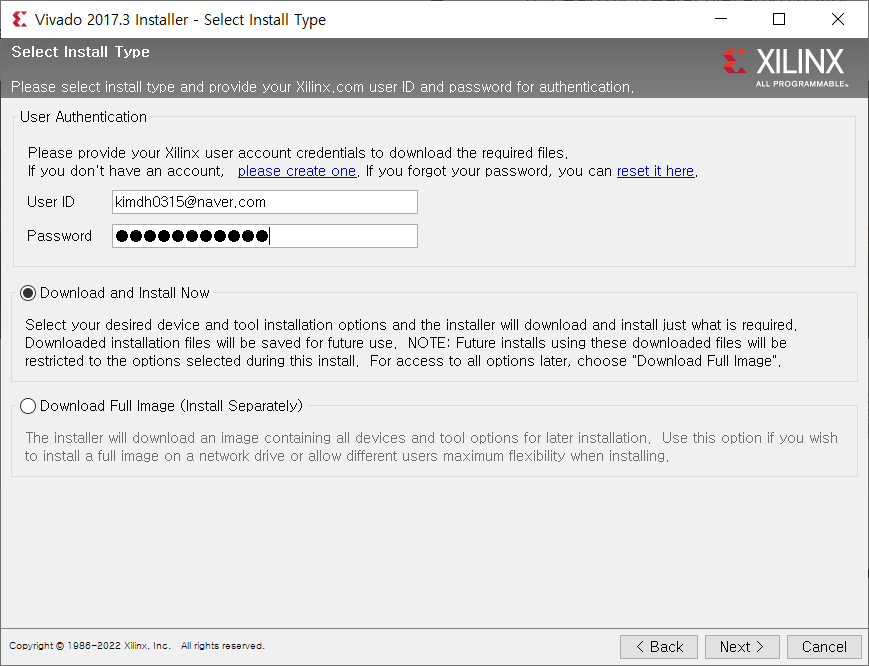 Vivado 2017.3 Installer - Select Install Type
Select Install Type
XILINX
ALL PROGRAMMABLE™
Please select install type and provide your Xilinx.com user ID and password for authentication.
User Authentication
Please provide your Xilinx user account credentials to download the required files.
If you don't have an account, please create one. If you forgot your password, you can reset it here.
User ID kimdh0315@naver.com
Password ●●●●●●●●●●●
Download and Install Now
Select your desired device and tool installation options and the installer will download and install just what is required.
Downloaded installation files will be saved for future use. NOTE: Future installs using these downloaded files will be
restricted to the options selected during this install. For access to all options later, choose "Download Full Image".
Download Full Image (Install Separately)
The installer will download an image containing all devices and tool options for later installation. Use this option if you wish
to install a full image on a network drive or allow different users maximum flexibility when installing.
Copyright © 1986-2022 Xilinx, Inc. All rights reserved.
< Back Next > Cancel